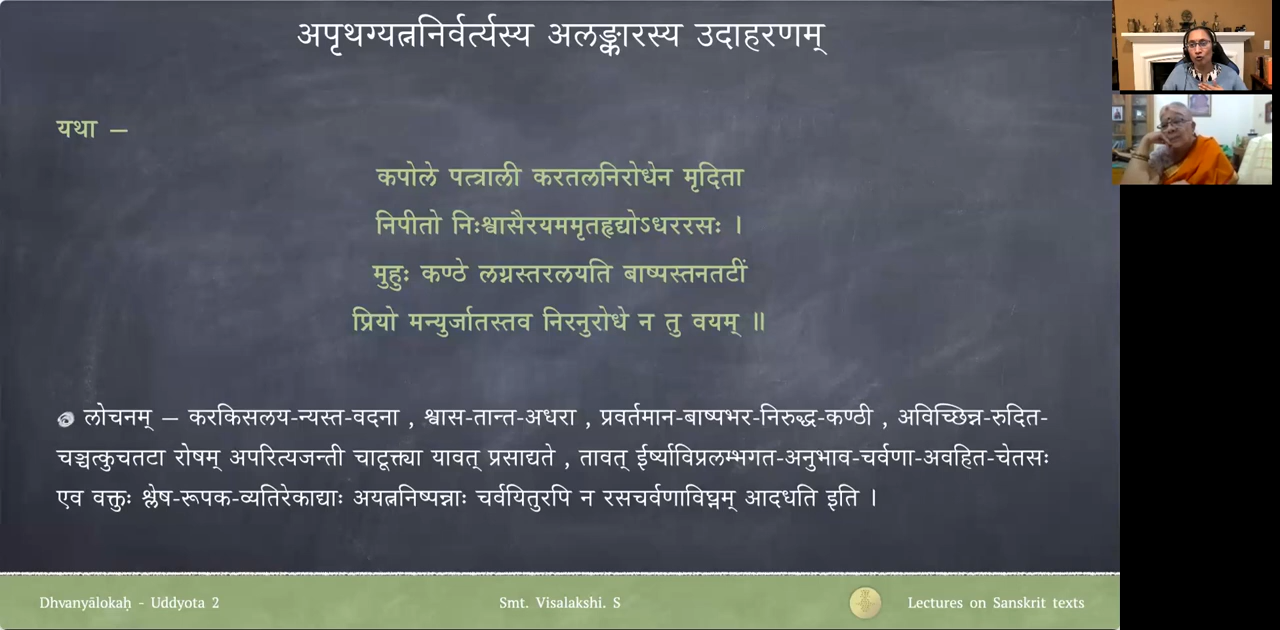 अपृथग्यत्ननिर्वर्त्यस्य अलङ्कारस्य उदाहरणम्
यथा –
कपोले पत्त्राली करतलनिरोधेन मृदिता
निपीतो निःश्वासैरयममृतहृद्योऽधररसः ।
मुहुः कण्ठे लग्नस्तरलयति बाष्पस्तनतटीं
प्रियो मन्युर्जातस्तव निरनुरोधे न तु वयम् ॥
लोचनम् – करकिसलय-न्यस्त-वदना , श्वास-तान्त-अधरा , प्रवर्तमान-बाष्पभर-निरुद्ध-कण्ठी , अविच्छिन्न-रुदित-
चञ्चत्कुचतटा रोषम् अपरित्यजन्ती चाटूक्त्या यावत् प्रसाद्यते , तावत् ईर्ष्याविप्रलम्भगत-अनुभाव-चर्वणा-अवहित-चेतसः
एव वक्तुः श्लेष-रूपक-व्यतिरेकाद्याः अयत्ननिष्पन्नाः चर्वयितुरपि न रसचर्वणाविघ्नम् आदधति इति ।
Dhvanyālokaḥ - Uddyota 2
Smt. Visalakshi. S
Lectures on Sanskrit texts